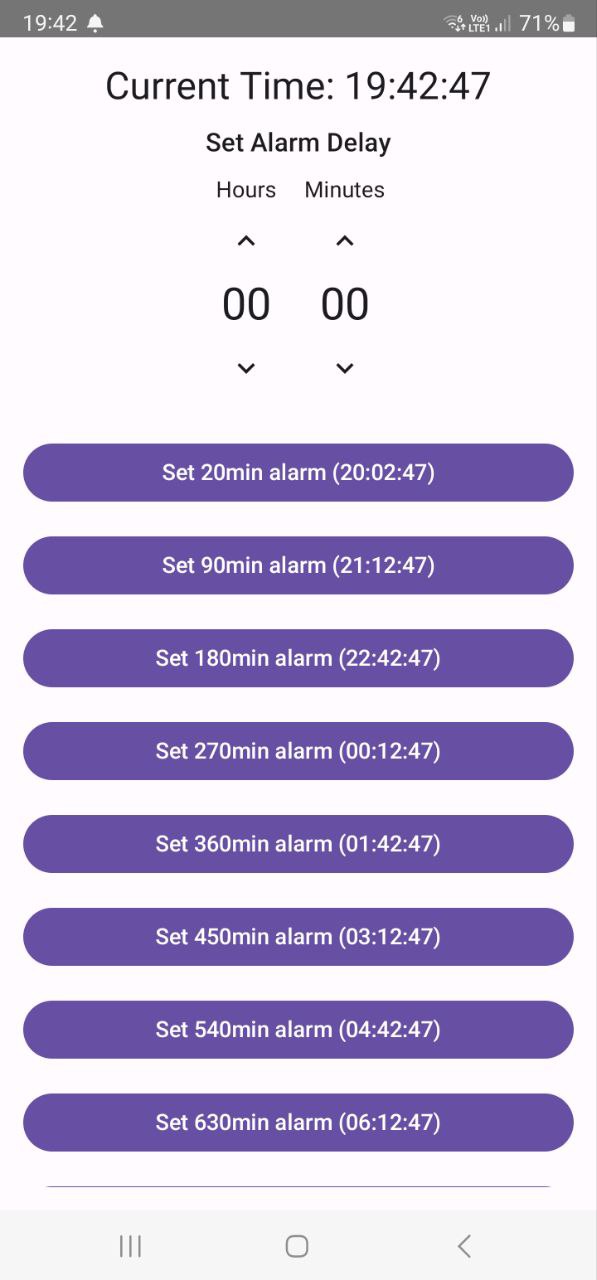 19:42 6 Vo)) LTE1 71%
Current Time: 19:42:47
Set Alarm Delay
Hours Minutes
00 00
Set 20min alarm (20:02:47)
Set 90min alarm (21:12:47)
Set 180min alarm (22:42:47)
Set 270min alarm (00:12:47)
Set 360min alarm (01:42:47)
Set 450min alarm (03:12:47)
Set 540min alarm (04:42:47)
Set 630min alarm (06:12:47)